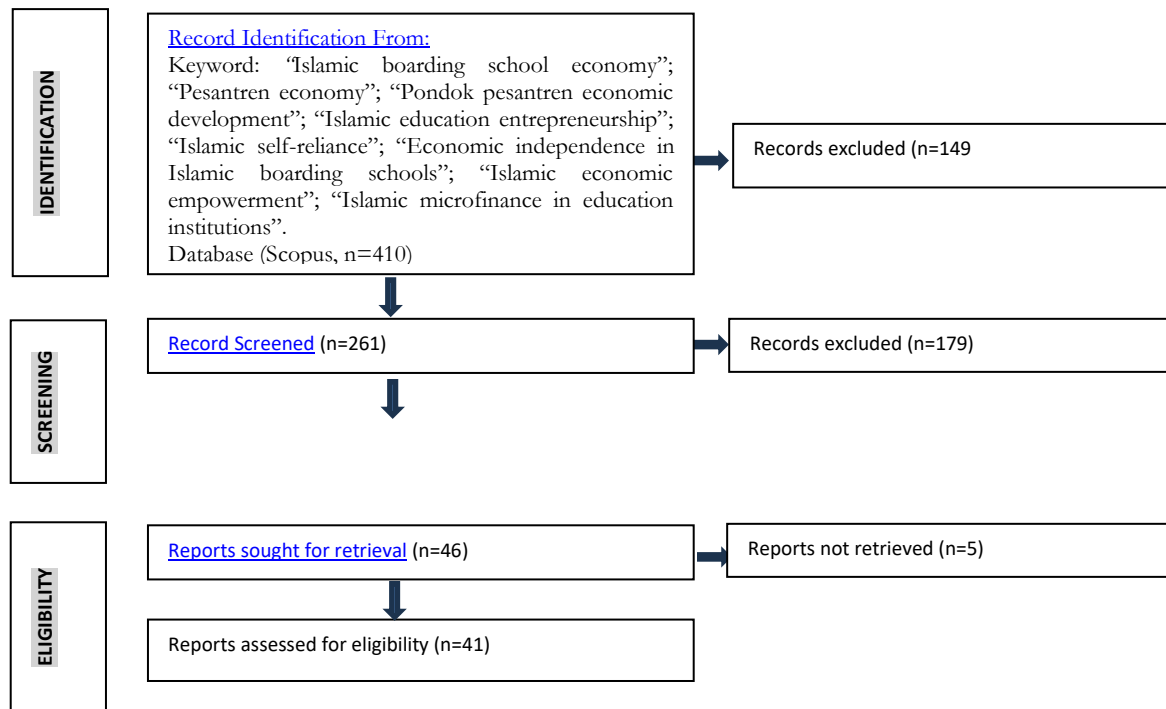 IDENTIFICATION
Record Identification From:
Keyword: "Islamic boarding school economy";
“Pesantren economy”; “Pondok pesantren economic
development”; “Islamic education entrepreneurship”;
“Islamic self-reliance”; “Economic independence in
Islamic boarding schools”; “Islamic economic
empowerment”; “Islamic microfinance in education
institutions”.
Database (Scopus, n=410)
Records excluded (n=149
SCREENING
Record Screened (n=261)
Records excluded (n=179)
ELIGIBILITY
Reports sought for retrieval (n=46)
Reports not retrieved (n=5)
Reports assessed for eligibility (n=41)